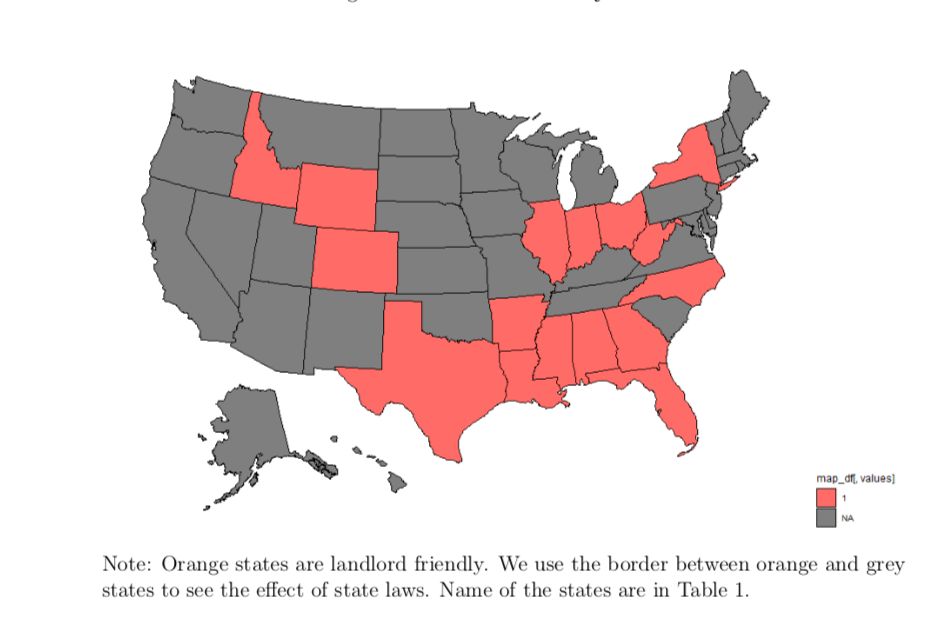 map_df[, values]
1
NA
Note: Orange states are landlord friendly. We use the border between orange and grey
states to see the effect of state laws. Name of the states are in Table 1.